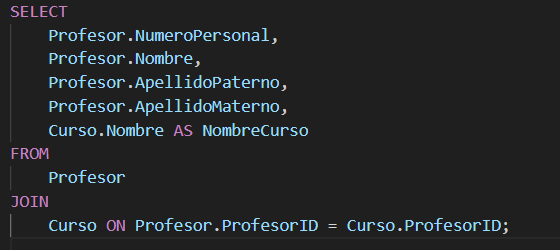 SELECT
Profesor.NumeroPersonal,
Profesor.Nombre,
Profesor.ApellidoPaterno,
Profesor.ApellidoMaterno,
Curso.Nombre AS NombreCurso
FROM
Profesor
JOIN
Curso ON Profesor.ProfesorID = Curso.ProfesorID;